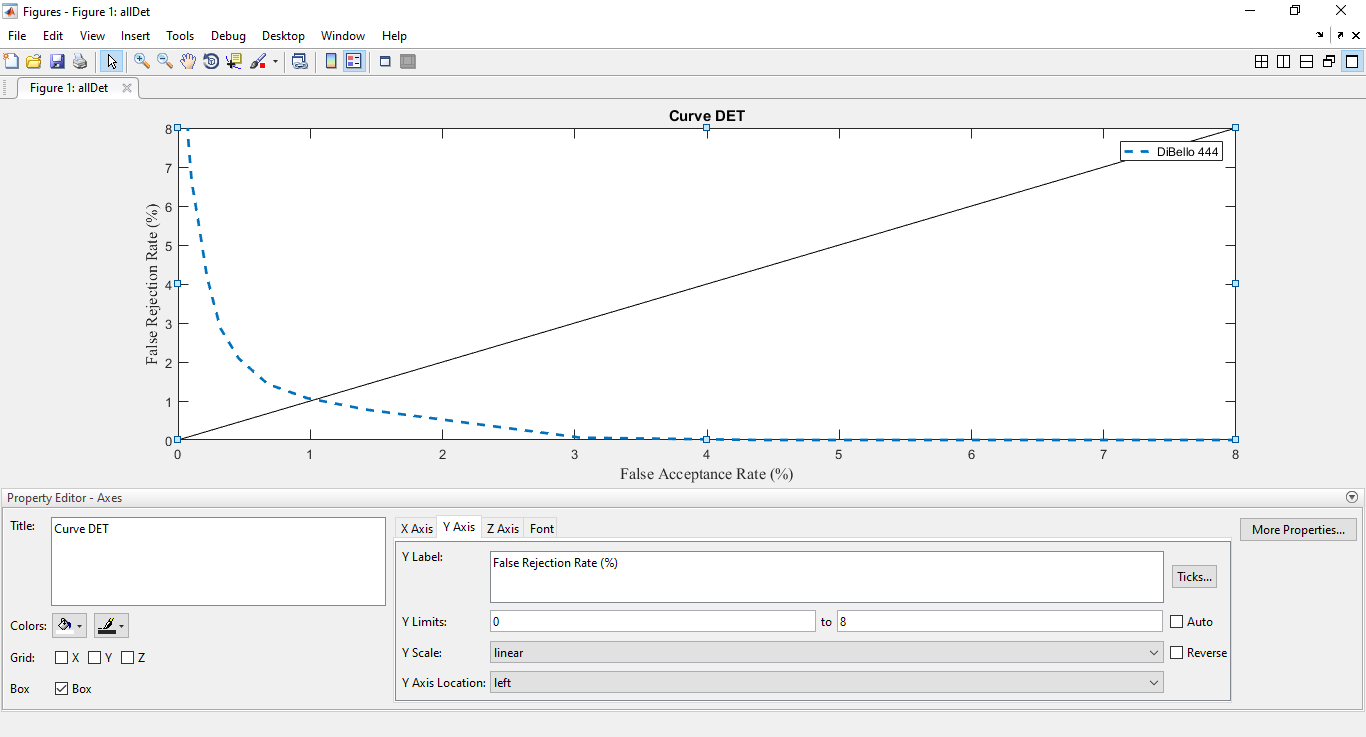 Figures - Figure 1: allDet
File Edit View Insert Tools Debug Desktop Window Help
Figure 1: allDet
Curve DET
DiBello 444
False Rejection Rate (%)
8
7
6
5
4
3
2
1
0
0 1 2 3 4 5 6 7 8
False Acceptance Rate (%)
Property Editor - Axes
Title: Curve DET
Colors:
Grid: X Y Z
Box Box
X Axis Y Axis Z Axis Font
Y Label: False Rejection Rate (%)
Ticks...
Y Limits: 0 to 8 Auto
Y Scale: linear Reverse
Y Axis Location: left
More Properties...